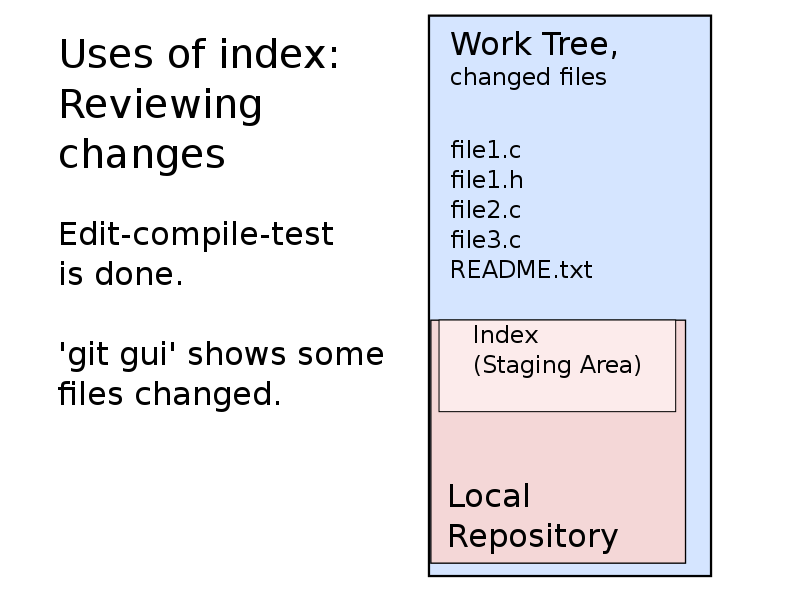 Uses of index:
Reviewing
changes
Edit-compile-test
is done.
'git gui' shows some
files changed.
Work Tree,
changed files
file1.c
file1.h
file2.c
file3.c
README.txt
Index
(Staging Area)
Local
Repository